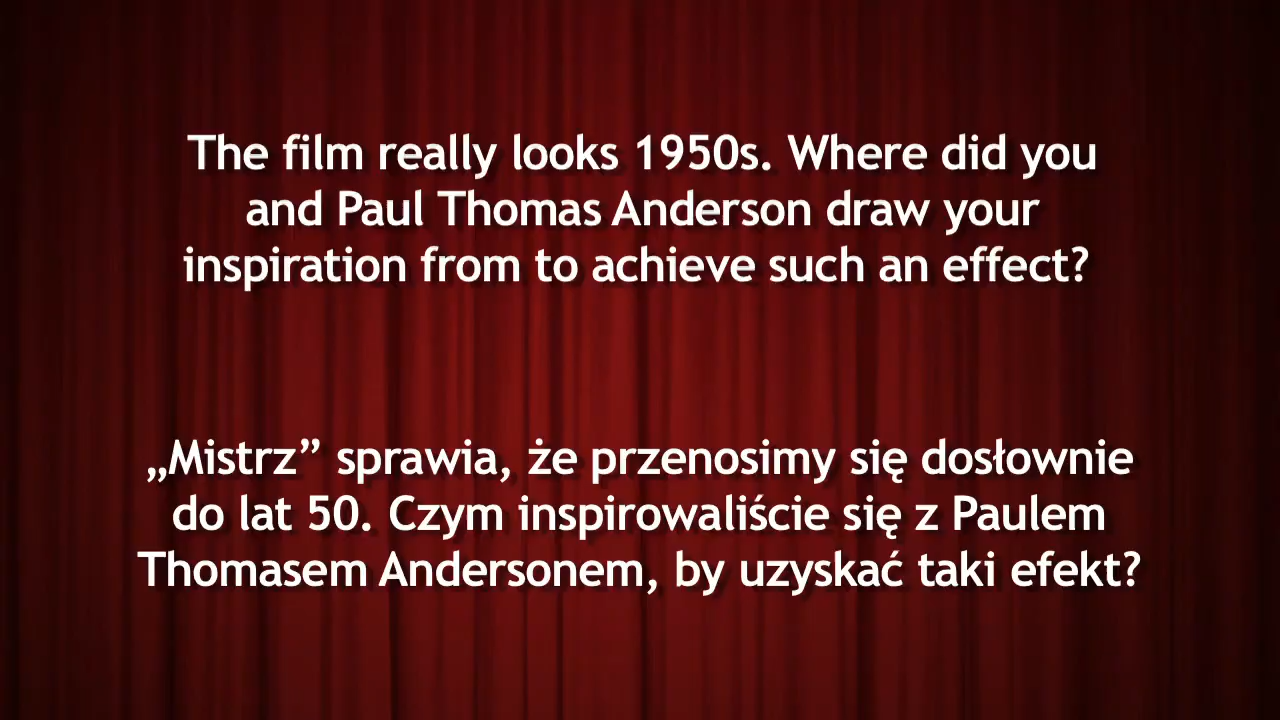 The film really looks 1950s. Where did you
and Paul Thomas Anderson draw your
inspiration from to achieve such an effect?
„Mistrz” sprawia, że przenosimy się dosłownie
do lat 50. Czym inspirowaliście się z Paulem
Thomasem Andersonem, by uzyskać taki efekt?